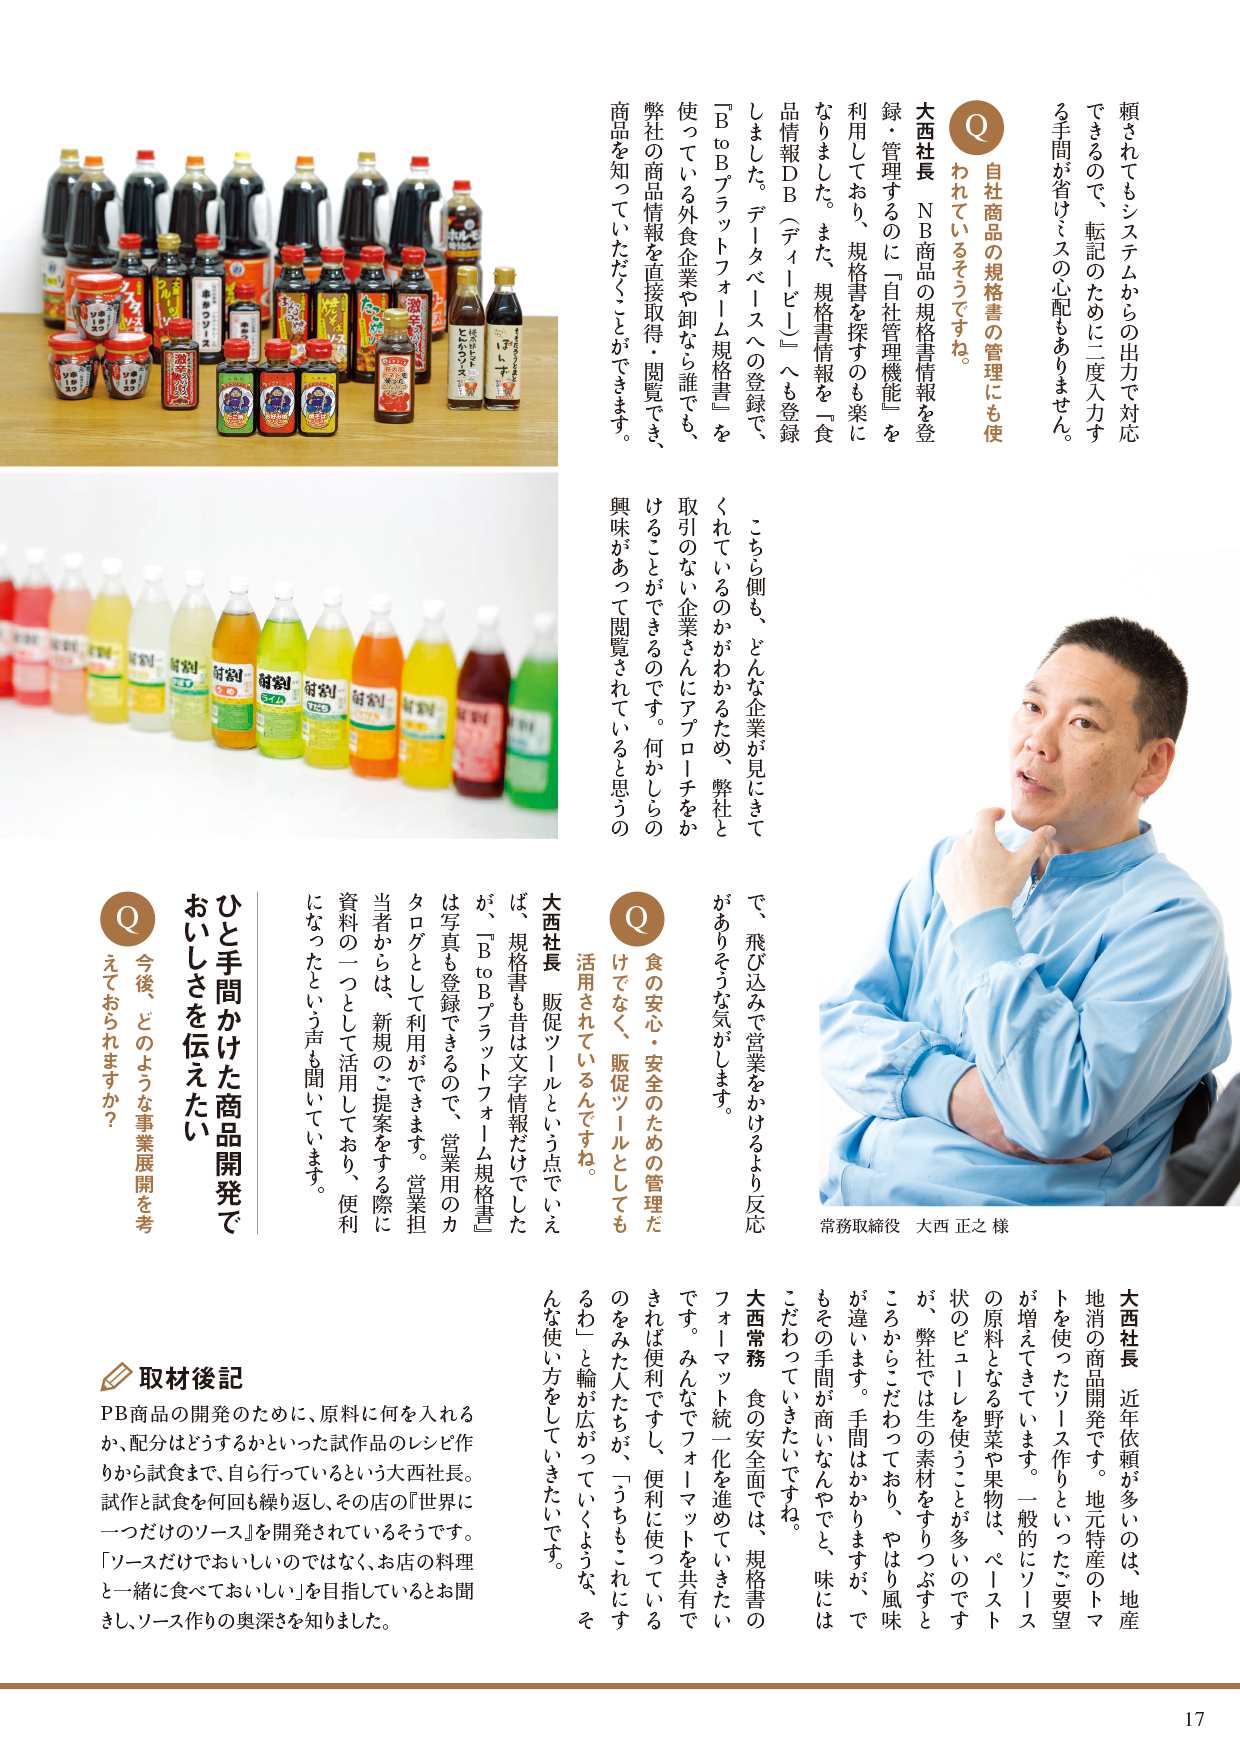 頼されてもシステムからの出力で対応
できるので、転記のために二度入力す
る手間が省けミスの心配もありません。
Q
自社商品の規格書の管理にも使
われているそうですね。
大西社長　NB商品の規格書情報を登
録・管理するのに『自社管理機能』を
利用しており、規格書を探すのも楽に
なりました。また、規格書情報を『食
品情報DB（ディービー）』へも登録
しました。データベースへの登録で、
『BtoBプラットフォーム規格書』を
使っている外食企業や卸なら誰でも、
弊社の商品情報を直接取得・閲覧でき、
商品を知っていただくことができます。
こちら側も、どんな企業が見にきて
くれているのかがわかるため、弊社と
取引のない企業さんにアプローチをか
けることができるのです。何かしらの
興味があって閲覧されていると思うの
で、飛び込みで営業をかけるより反応
がありそうな気がします。
Q
食の安心・安全のための管理だ
けでなく、販促ツールとしても
活用されているんですね。
大西社長　販促ツールという点でいえ
ば、規格書も昔は文字情報だけでした
が、『BtoBプラットフォーム規格書』
は写真も登録できるので、営業用のカ
タログとして利用ができます。営業担
当者からは、新規のご提案をする際に
資料の一つとして活用しており、便利
になったという声も聞いています。
ひと手間かけた商品開発で
おいしさを伝えたい
Q
今後、どのような事業展開を考
えておられますか？
常務取締役　大西 正之 様
大西社長　近年依頼が多いのは、地産
地消の商品開発です。地元特産のトマ
トを使ったソース作りといったご要望
が増えてきています。一般的にソース
の原料となる野菜や果物は、ペースト
状のピューレを使うことが多いのです
が、弊社では生の素材をすりつぶすと
ころからこだわっており、やはり風味
が違います。手間はかかりますが、で
もその手間が商いなんやでと、味には
こだわっていきたいですね。
大西常務　食の安全面では、規格書の
フォーマット統一化を進めていきたい
です。みんなでフォーマットを共有で
きれば便利ですし、便利に使っている
のをみた人たちが、「うちもこれにす
るわ」と輪が広がっていくような、そ
んな使い方をしていきたいです。
取材後記
PB商品の開発のために、原料に何を入れる
か、配分はどうするかといった試作品のレシピ作
りから試食まで、自ら行っているという大西社長。
試作と試食を何回も繰り返し、その店の『世界に
一つだけのソース』を開発されているそうです。
「ソースだけでおいしいのではなく、お店の料理
と一緒に食べておいしい」を目指しているとお聞
きし、ソース作りの奥深さを知りました。
串かつソース
激辛
酎割
うめ
酎割
ライム
酎割
すだち
17